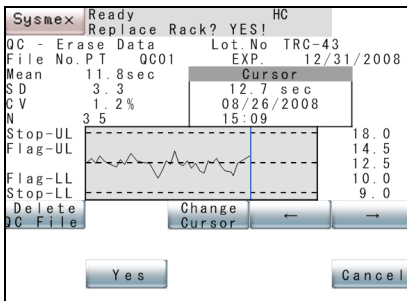 Sysmex Ready HC
Replace Rack? YES!
QC - Erase Data Lot.No TRC-43
File No.PT QC01 EXP. 12/31/2008
Mean 11.8sec Cursor
SD 3.3 12.7 sec
CV 1.2% 08/26/2008
N 35 15:09
Stop-UL 18.0
Flag-UL 14.5
12.5
Flag-LL 10.0
Stop-LL 9.0
Delete QC File Change Cursor ← →
Yes Cancel